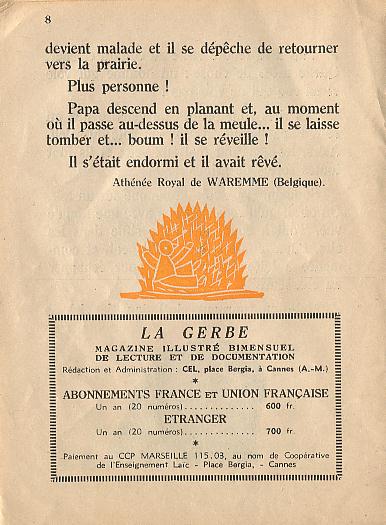 8
devient malade et il se dépêche de retourner
vers la prairie.
Plus personne !
Papa descend en planant et, au moment
où il passe au-dessus de la meule... il se laisse
tomber et... boum ! il se réveille !
Il s'était endormi et il avait rêvé.
Athénée Royal de WAREMME (Belgique).
LA GERBE
MAGAZINE ILLUSTRÉ BIMENSUEL
DE LECTURE ET DE DOCUMENTATION
Rédaction et Administration : CEL, place Bergia, à Cannes (A.-M.)
*
ABONNEMENTS FRANCE ET UNION FRANÇAISE
Un an (20 numéros).............. 600 fr.
ETRANGER
Un an (20 numéros).............. 700 fr.
*
Paiement au CCP MARSEILLE 115.03, au nom de Coopérative
de l'Enseignement Laïc - Place Bergia, - Cannes